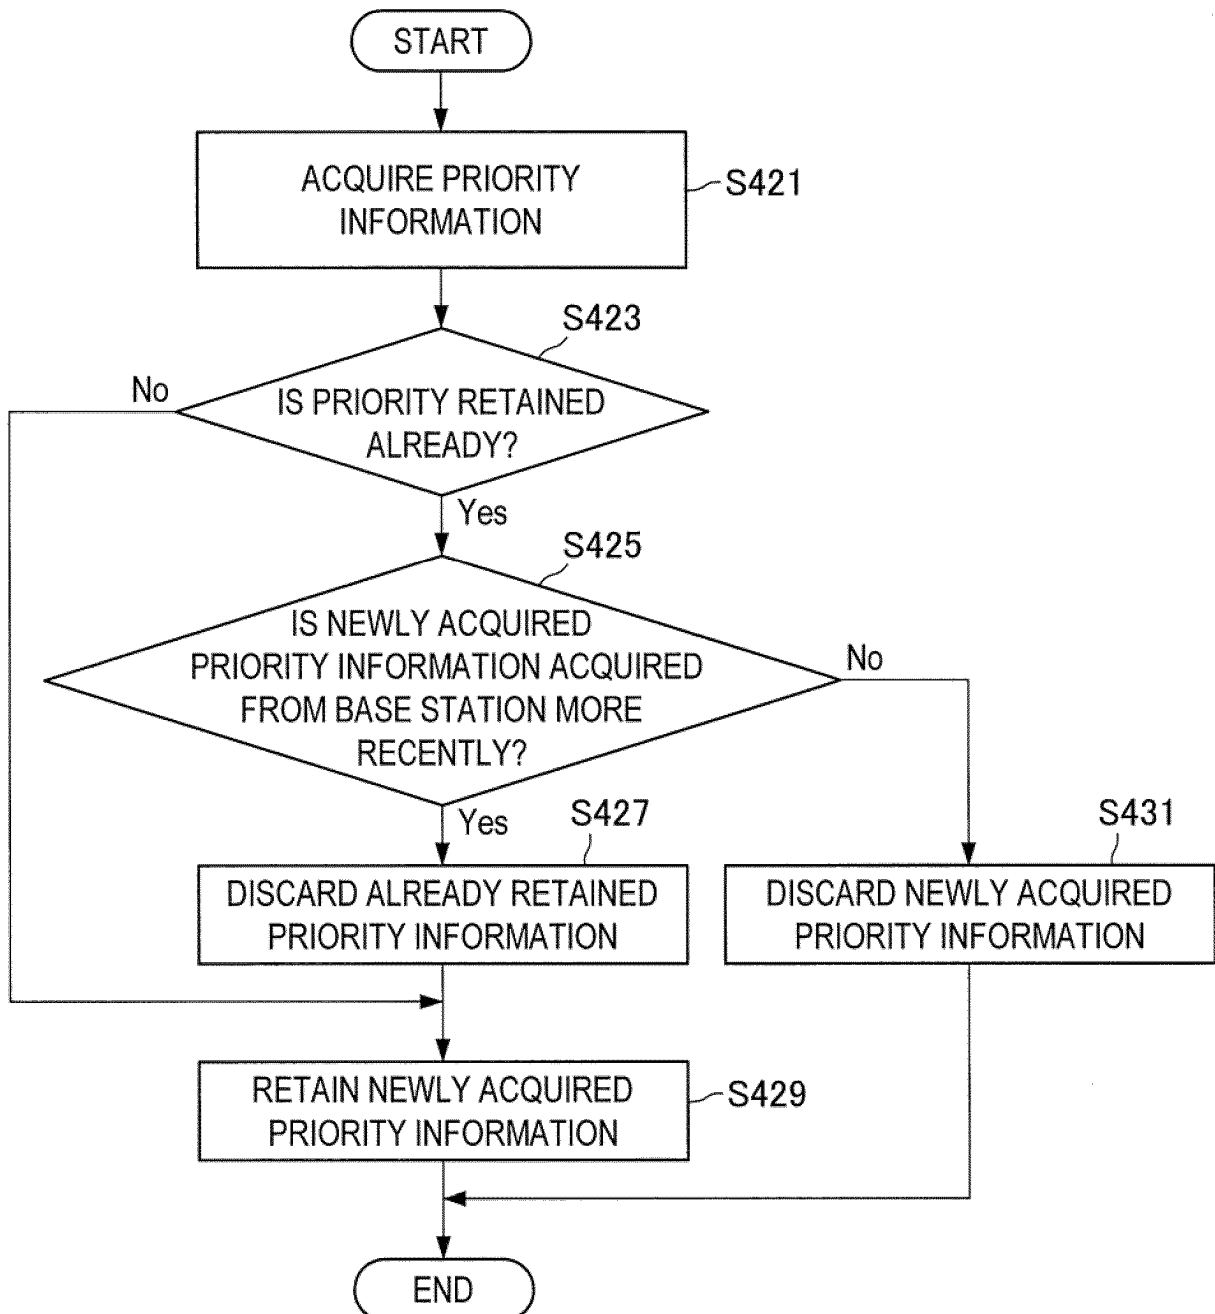 START
ACQUIRE PRIORITY
INFORMATION
S421
S423
No
IS PRIORITY RETAINED
ALREADY?
Yes
S425
IS NEWLY ACQUIRED
PRIORITY INFORMATION ACQUIRED
FROM BASE STATION MORE
RECENTLY?
No
Yes
S427
DISCARD ALREADY RETAINED
PRIORITY INFORMATION
S431
DISCARD NEWLY ACQUIRED
PRIORITY INFORMATION
RETAIN NEWLY ACQUIRED
PRIORITY INFORMATION
S429
END